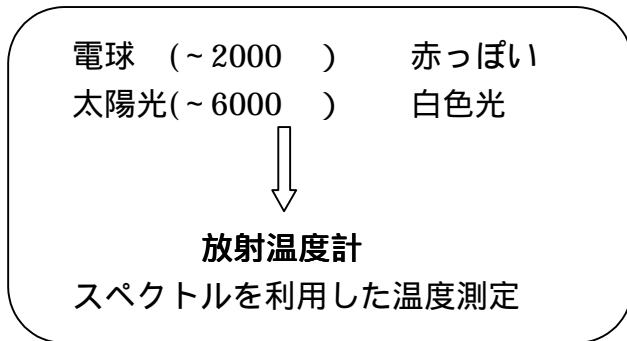 電球 (~2000 ) 赤っぽい
太陽光(~6000 ) 白色光
放射温度計
スペクトルを利用した温度測定